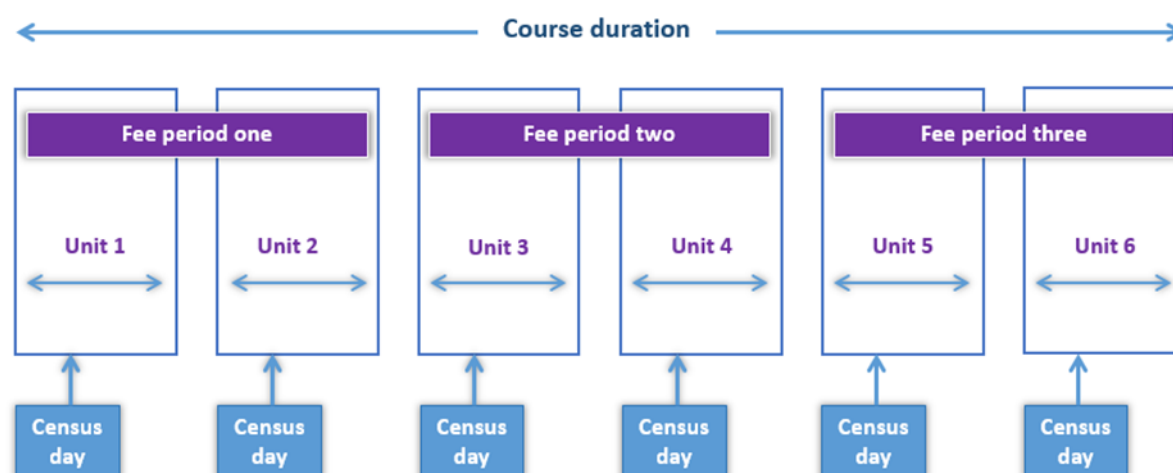 Course duration
Fee period one
Fee period two
Fee period three
Unit 1
Unit 2
Unit 3
Unit 4
Unit 5
Unit 6
Census
day
Census
day
Census
day
Census
day
Census
day
Census
day